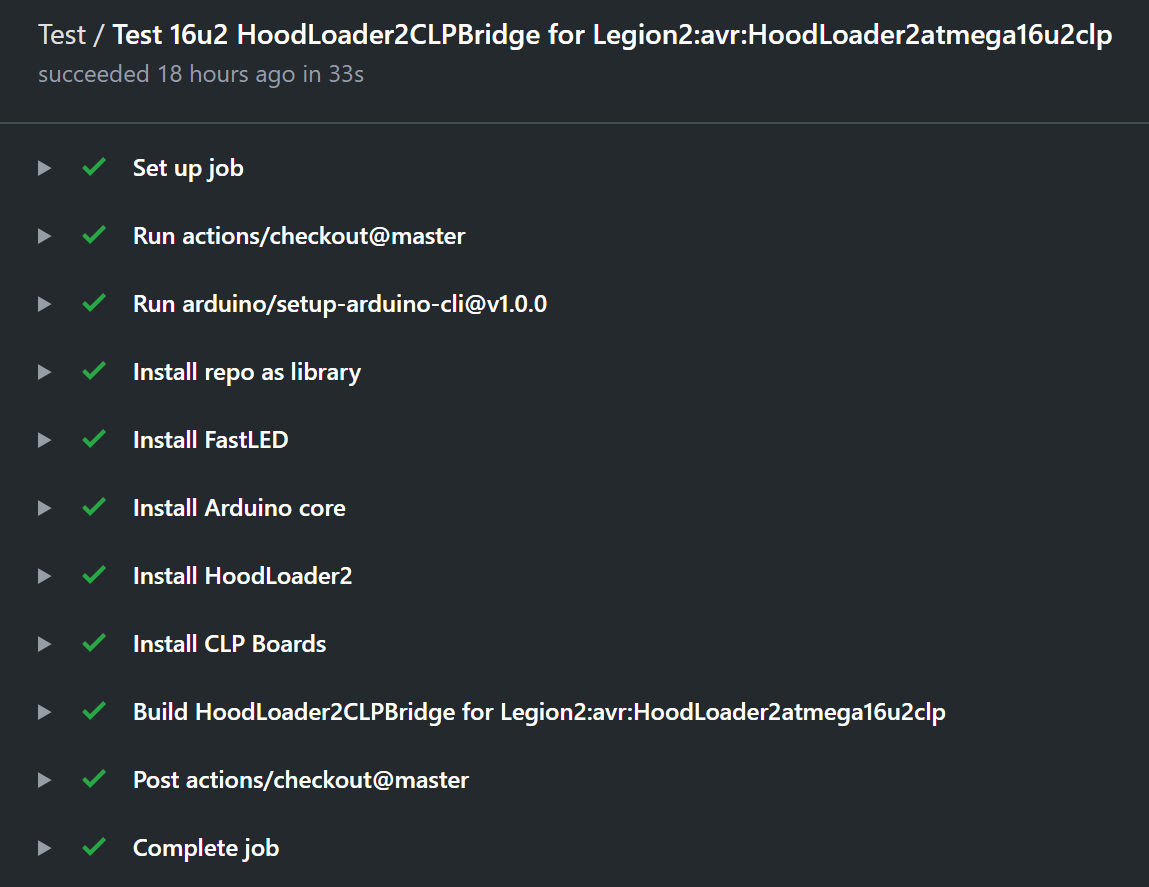 Test / Test 16u2 HoodLoader2CLPBridge for Legion2:avr:HoodLoader2atmega16u2clp
succeeded 18 hours ago in 33s
Set up job
Run actions/checkout@master
Run arduino/setup-arduino-cli@v1.0.0
Install repo as library
Install FastLED
Install Arduino core
Install HoodLoader2
Install CLP Boards
Build HoodLoader2CLPBridge for Legion2:avr:HoodLoader2atmega16u2clp
Post actions/checkout@master
Complete job